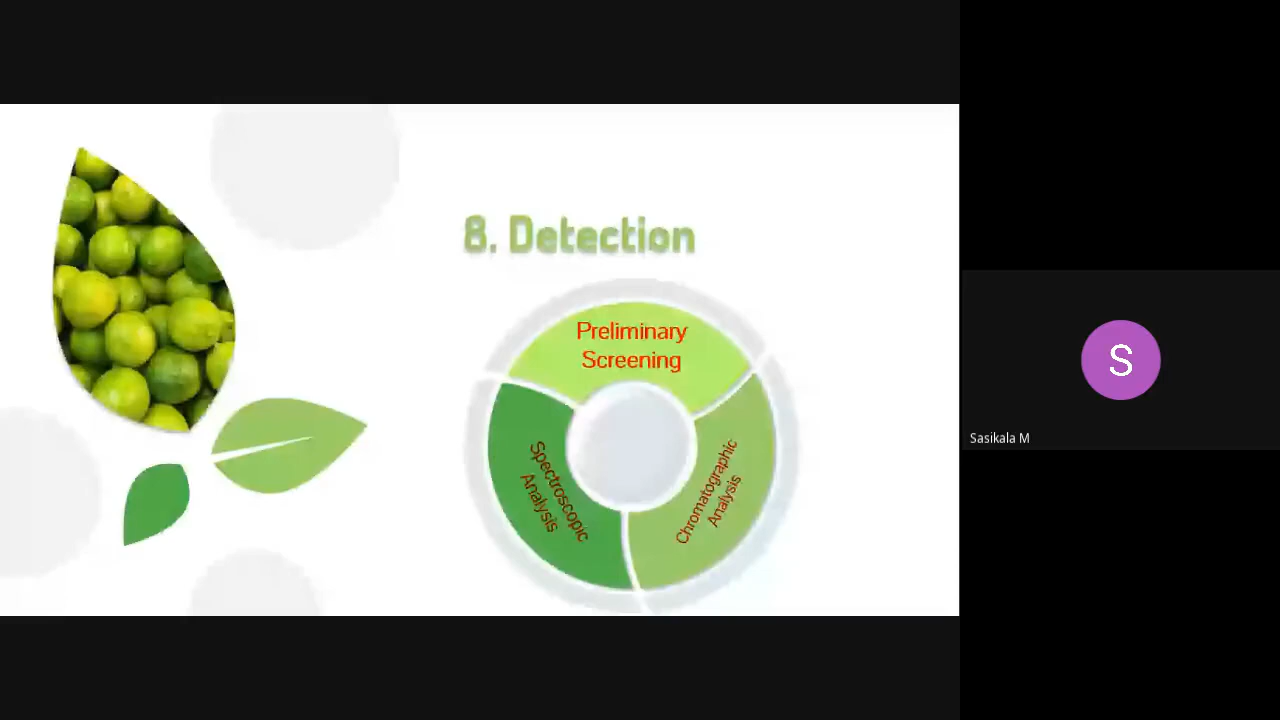 8. Detection
Preliminary
Screening
Spectroscopic
Analysis
Chromatographic
Analysis
S
Sasikala M